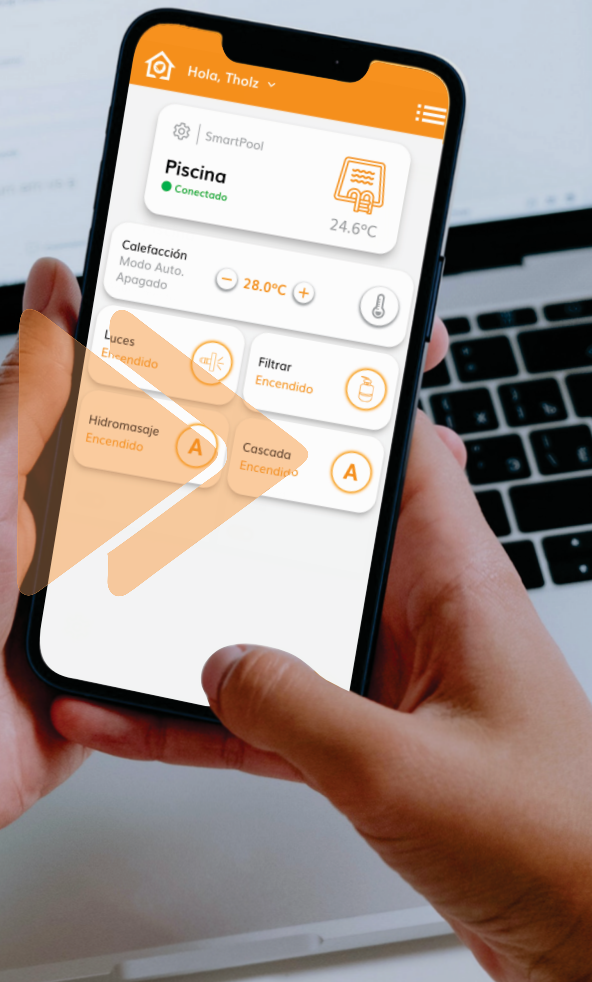 Hola, Tholz
SmartPool
Piscina
Conectado
24.6ºC
Calefacción
Modo Auto.
Apagado
28.0ºC
Luces
Encendido
Filtrar
Encendido
Hidromasaje
Encendido
A
Cascada
Encendido
A